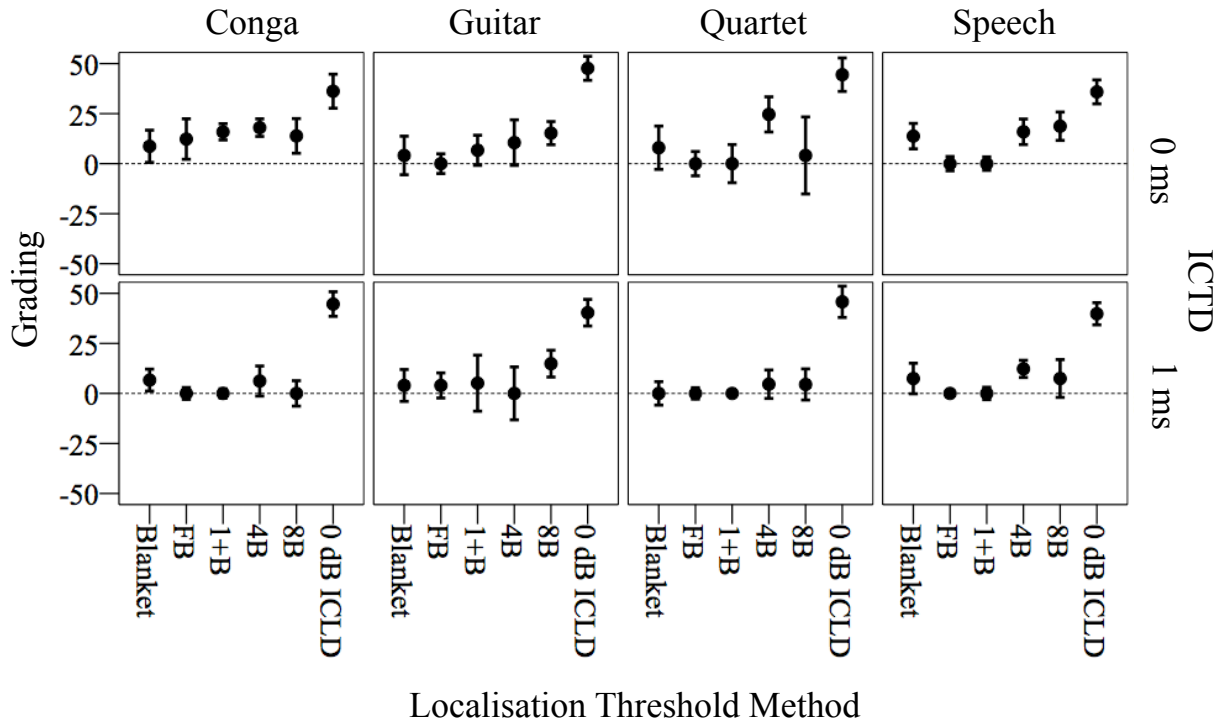 Conga Guitar Quartet Speech
50
25
0
-25
-50
50
25
0
-25
-50
Grading
0 ms
1 ms
ICTD
Blanket FB 1+B 4B 8B 0 dB ICLD Blanket FB 1+B 4B 8B 0 dB ICLD Blanket FB 1+B 4B 8B 0 dB ICLD Blanket FB 1+B 4B 8B 0 dB ICLD
Localisation Threshold Method